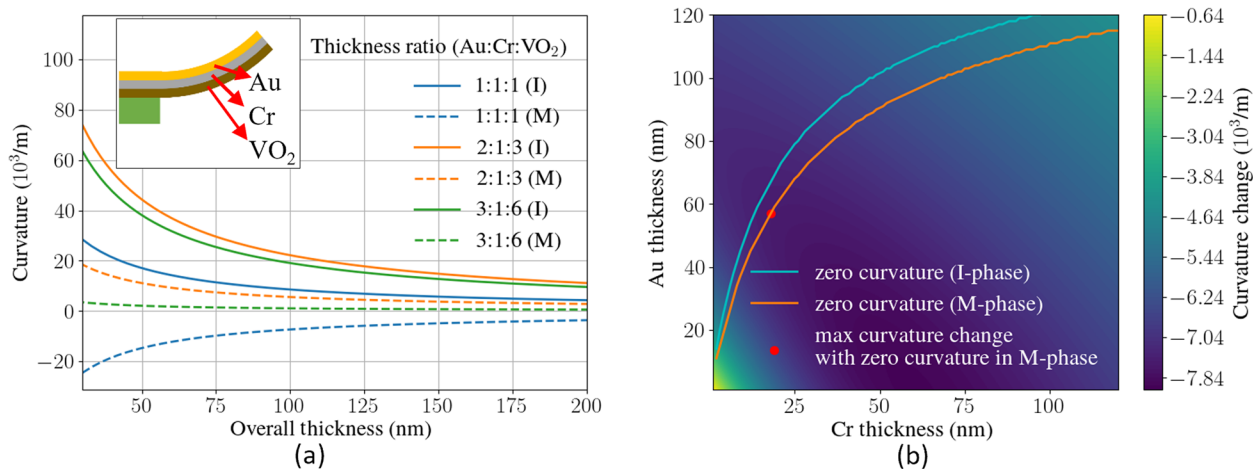 100
80
60
40
20
0
−20
Curvature (10³/m)
50
75
100
125
150
175
200
Overall thickness (nm)
Au
Cr
VO₂
Thickness ratio (Au:Cr:VO₂)
1:1:1 (I)
1:1:1 (M)
2:1:3 (I)
2:1:3 (M)
3:1:6 (I)
3:1:6 (M)
(a)
120
100
80
60
40
20
Au thickness (nm)
25
50
75
100
Cr thickness (nm)
zero curvature (I-phase)
zero curvature (M-phase)
max curvature change
with zero curvature in M-phase
(b)
−0.64
−1.44
−2.24
−3.04
−3.84
−4.64
−5.44
−6.24
−7.04
−7.84
Curvature change (10³/m)